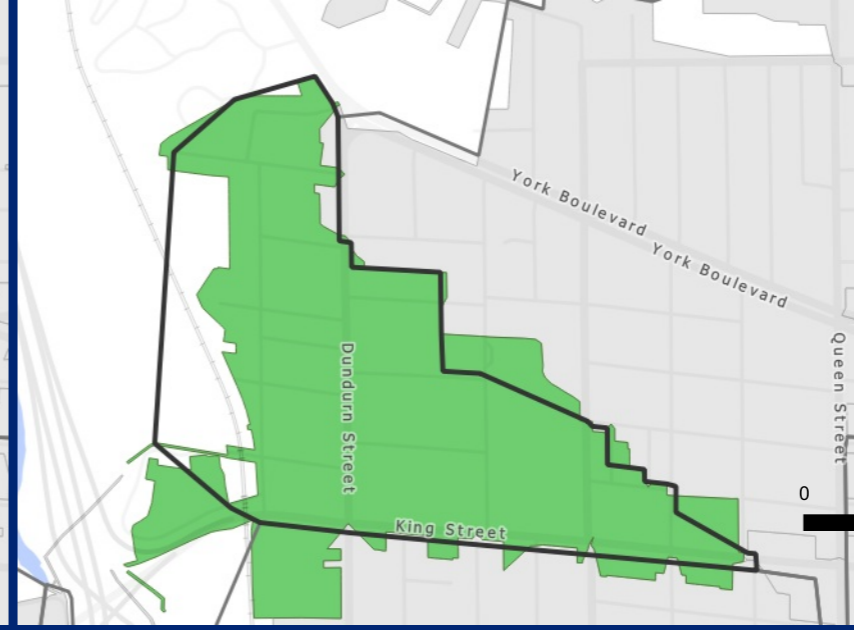 York Boulevard
York Boulevard
Queen Street
Dundurn Street
0
King Street